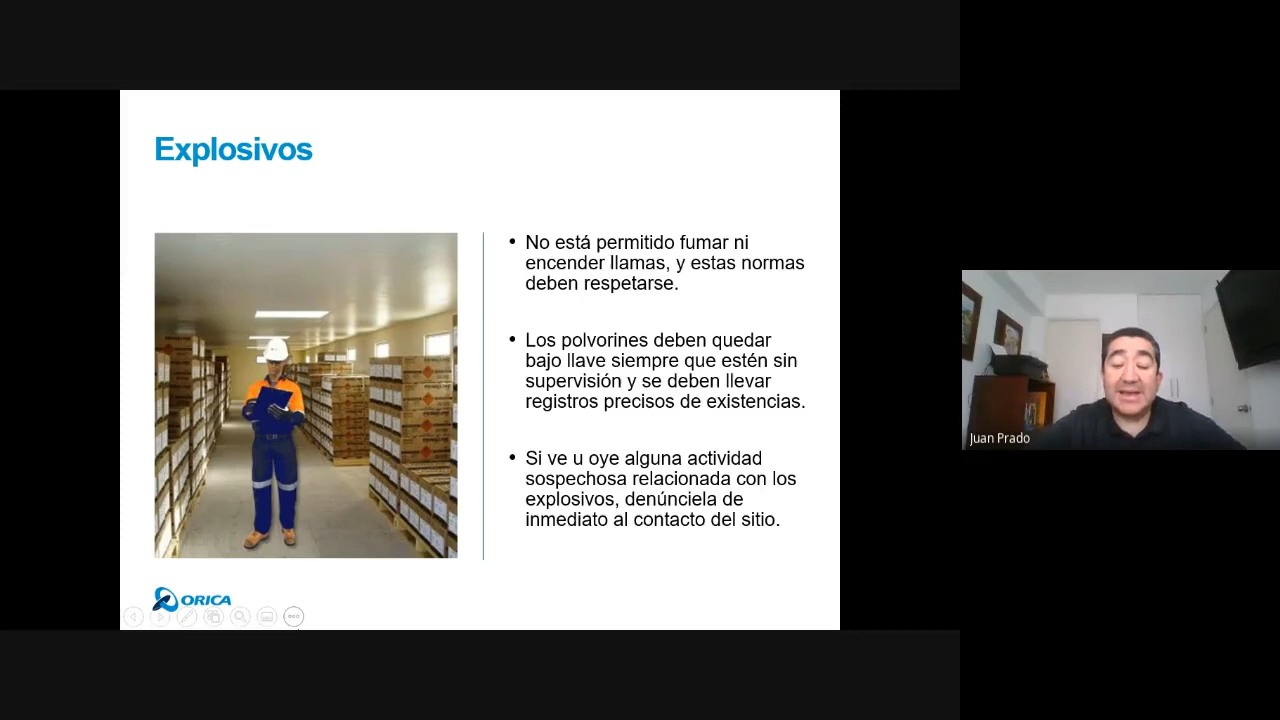 Explosivos
• No está permitido fumar ni
encender llamas, y estas normas
deben respetarse.
• Los polvorines deben quedar
bajo llave siempre que estén sin
supervisión y se deben llevar
registros precisos de existencias.
• Si ve u oye alguna actividad
sospechosa relacionada con los
explosivos, denúnciela de
inmediato al contacto del sitio.
ORICA
Juan Prado